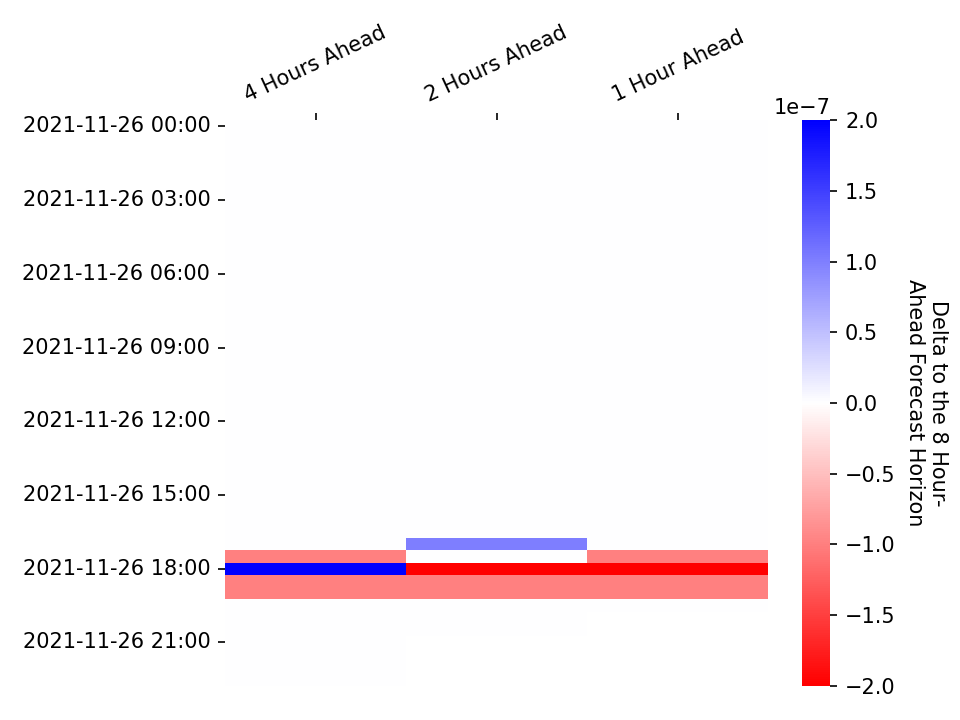 4 Hours Ahead
2 Hours Ahead
1 Hour Ahead
1e−7
2021-11-26 00:00
2021-11-26 03:00
2021-11-26 06:00
2021-11-26 09:00
2021-11-26 12:00
2021-11-26 15:00
2021-11-26 18:00
2021-11-26 21:00
2.0
1.5
1.0
0.5
0.0
−0.5
−1.0
−1.5
−2.0
Delta to the 8 Hour-
Ahead Forecast Horizon